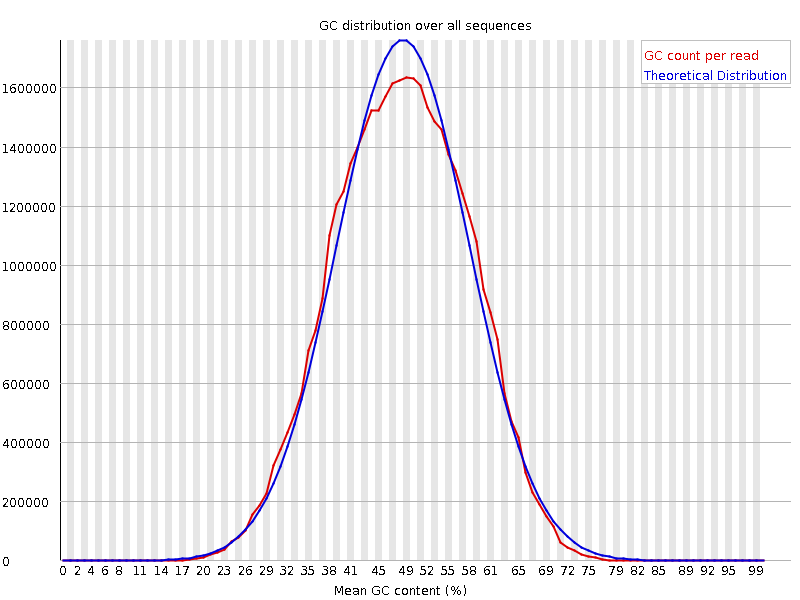 GC distribution over all sequences
GC count per read
Theoretical Distribution
1600000
1400000
1200000
1000000
800000
600000
400000
200000
0
0 2 4 6 8 11 14 17 20 23 26 29 32 35 38 41 45 49 52 55 58 61 65 69 72 75 79 82 85 89 92 95 99
Mean GC content (%)